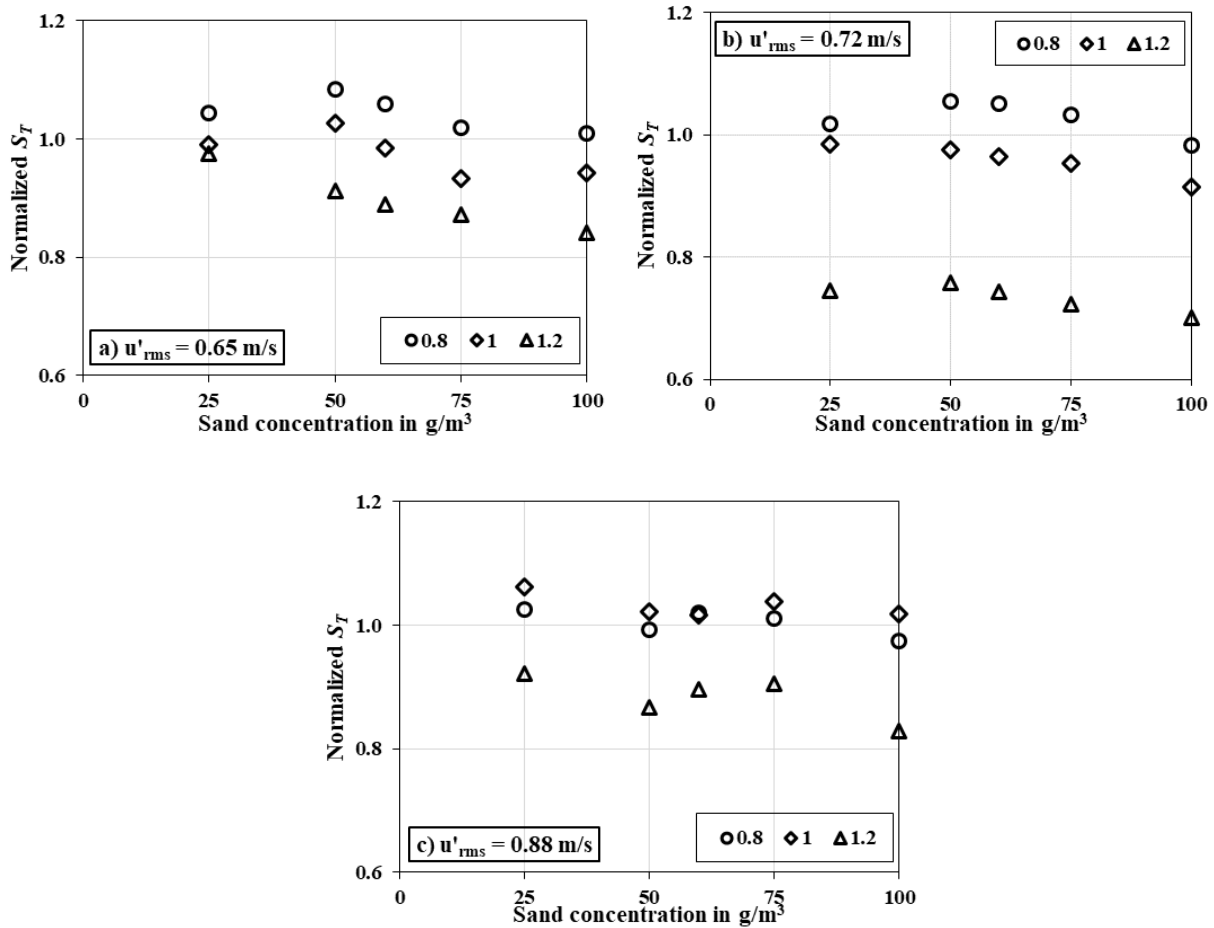 1.2
1.0
0.8
0.6
Normalized S_T
0.8 1 1.2
a) u'rms = 0.65 m/s
0 25 50 75 100
Sand concentration in g/m³
1.2
1.0
0.8
0.6
Normalized S_T
b) u'rms = 0.72 m/s
0.8 1 1.2
0 25 50 75 100
Sand concentration in g/m³
1.2
1.0
0.8
0.6
Normalized S_T
0.8 1 1.2
c) u'rms = 0.88 m/s
0 25 50 75 100
Sand concentration in g/m³